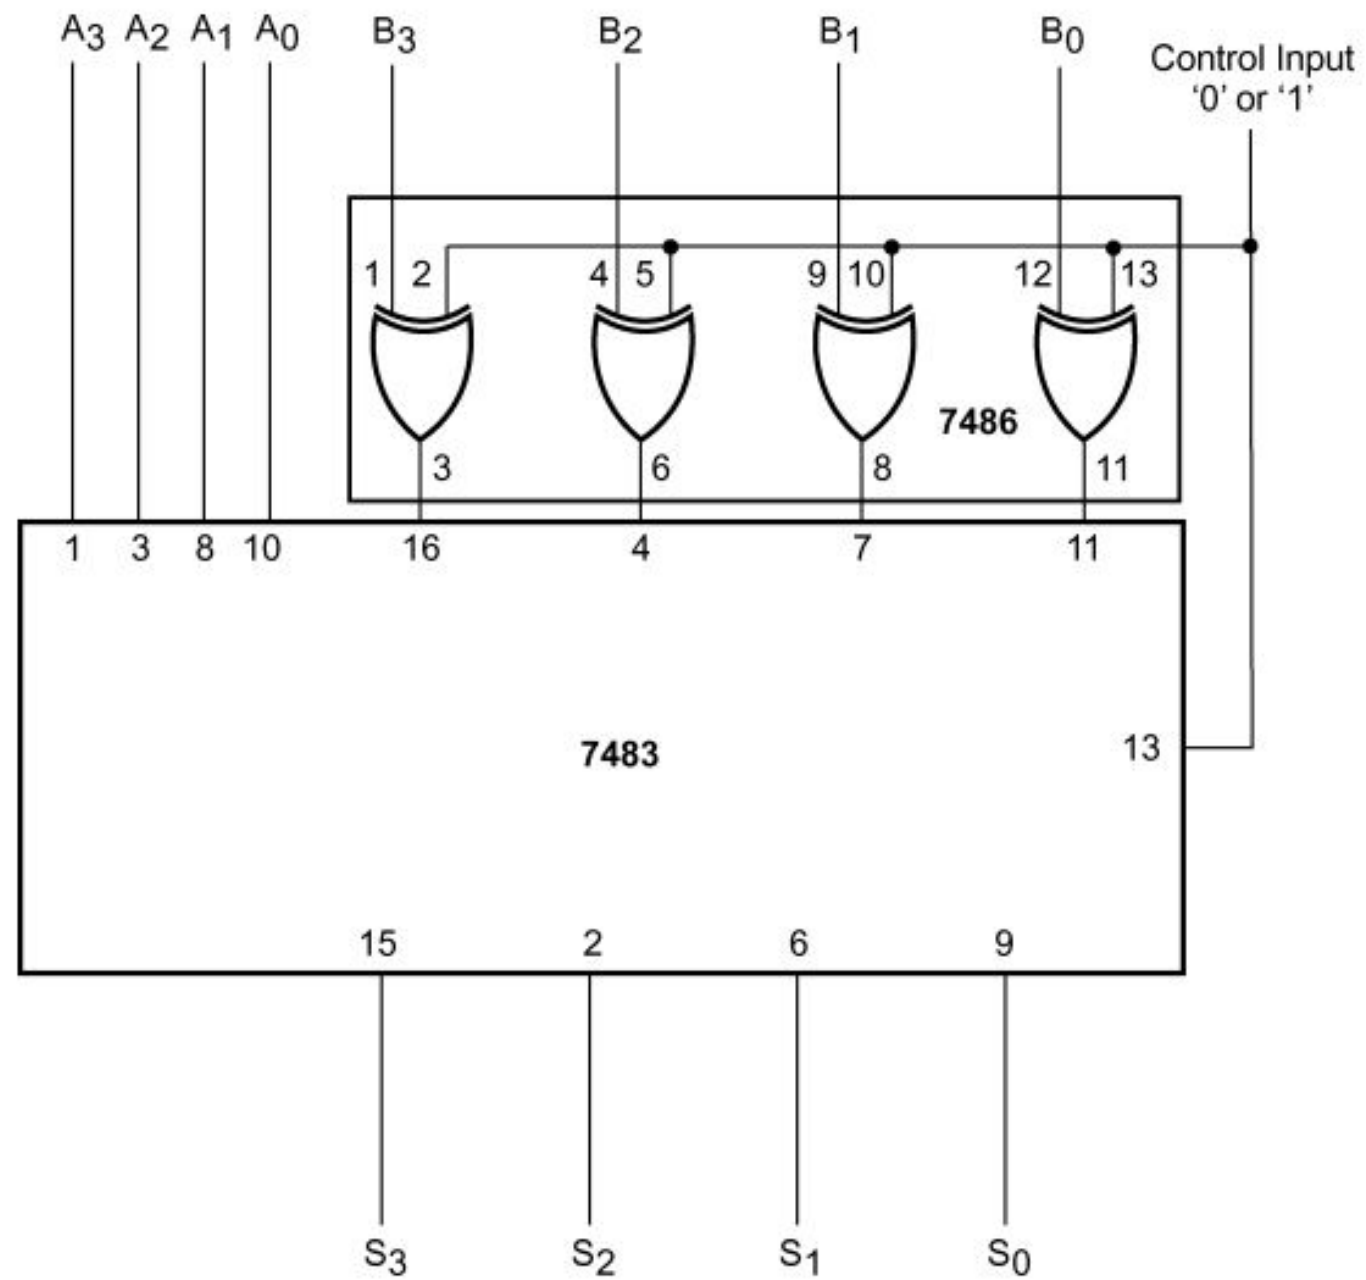 A3 A2 A1 A0 B3 B2 B1 B0
Control Input
‘0’ or ‘1’
1 2 4 5 9 10 12 13
7486
3 6 8 11
1 3 8 10 16 4 7 11
7483
13
15 2 6 9
S3 S2 S1 S0